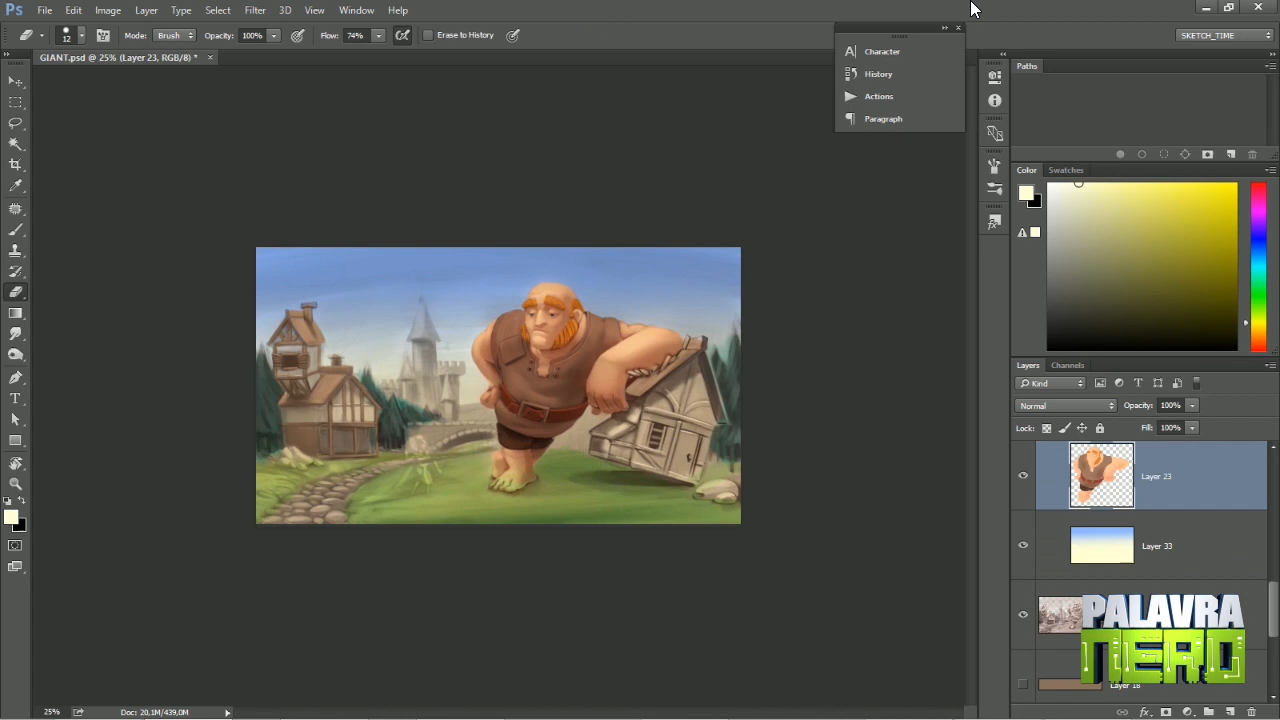 Ps File Edit Image Layer Type Select Filter 3D View Window Help
12 Mode: Brush Opacity: 100% Flow: 74% Erase to History SKETCH_TIME
GIANT.psd @ 25% (Layer 23, RGB/8) * ×
Character
History
Actions
Paragraph
Paths
Color Swatches
Layers Channels
Kind
Normal Opacity: 100%
Lock: Fill: 100%
Layer 23
Layer 33
Layer 18
PALAVRA
NERD
25% Doc: 20,1M/439,0M